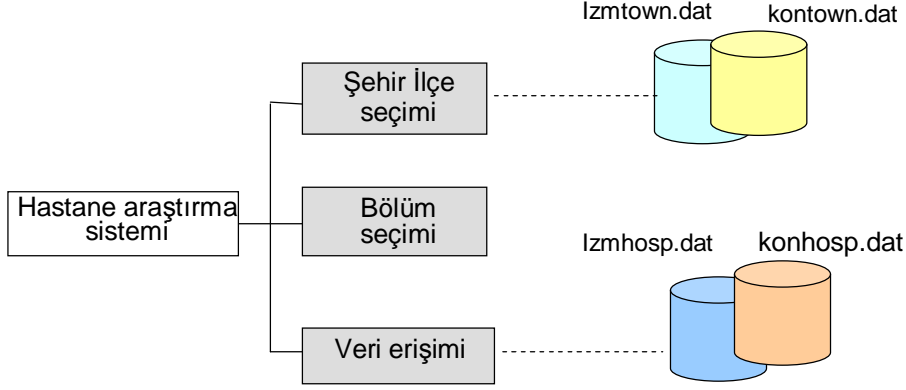 Izmtown.dat
kontown.dat
Şehir İlçe
seçimi
Hastane araştırma
sistemi
Bölüm
seçimi
Izmhosp.dat
konhosp.dat
Veri erişimi